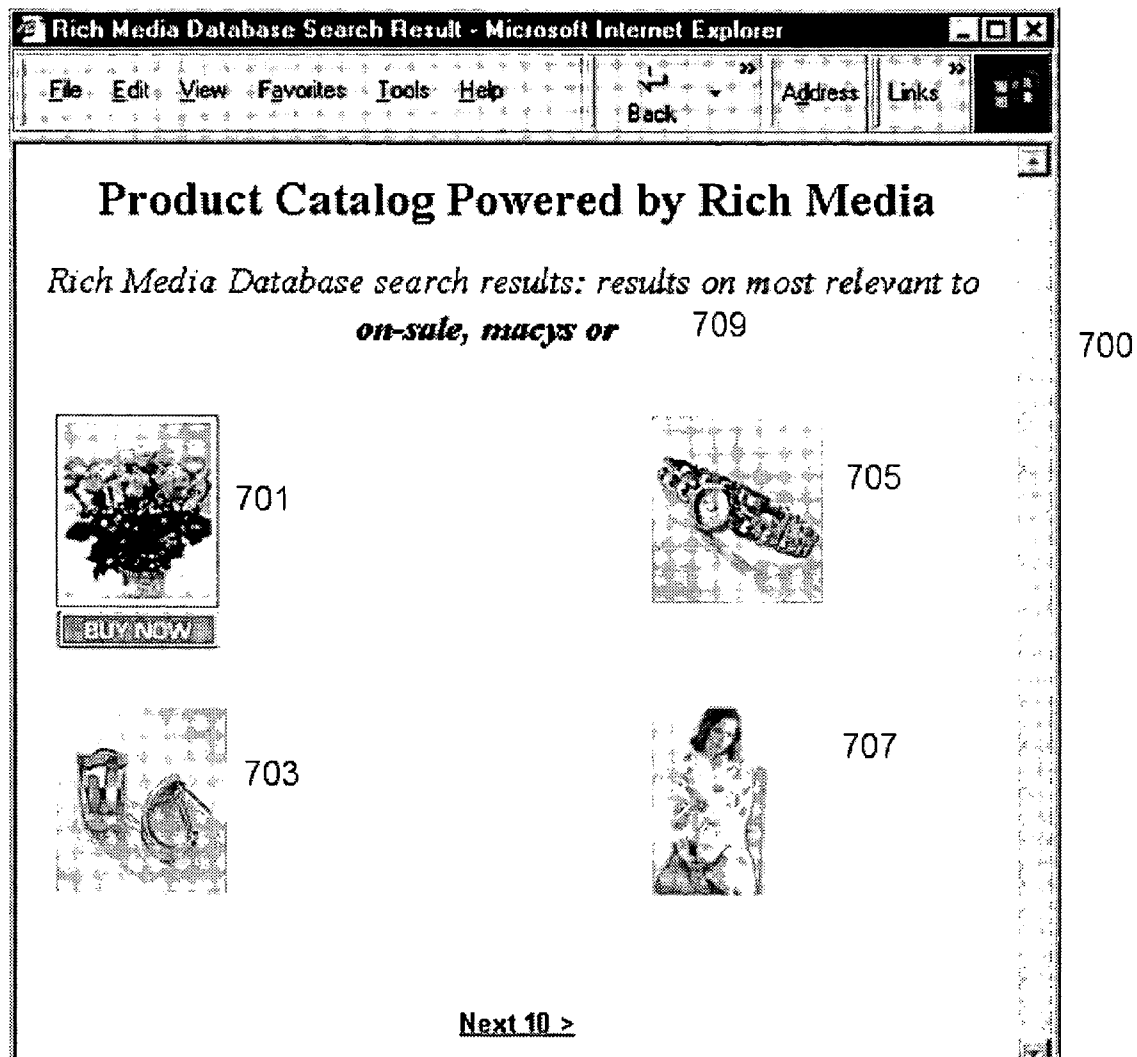 Rich Media Database Search Result - Microsoft Internet Explorer
File Edit View Favorites Tools Help Back » Address Links »
Product Catalog Powered by Rich Media
Rich Media Database search results: results on most relevant to
on-sale, macys or 709
700
701
705
BUY NOW
703
707
Next 10 >